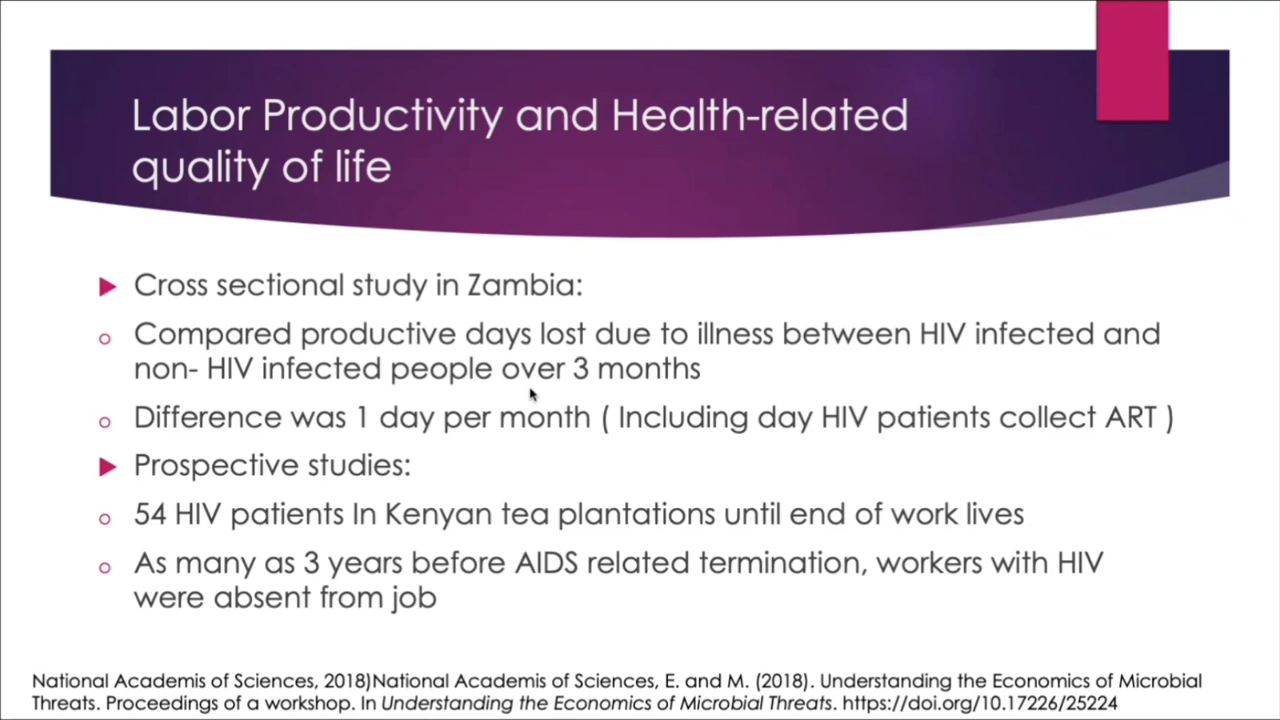 Labor Productivity and Health-related
quality of life
Cross sectional study in Zambia:
Compared productive days lost due to illness between HIV infected and
non- HIV infected people over 3 months
Difference was 1 day per month ( Including day HIV patients collect ART )
Prospective studies:
54 HIV patients In Kenyan tea plantations until end of work lives
As many as 3 years before AIDS related termination, workers with HIV
were absent from job
National Academis of Sciences, 2018)National Academis of Sciences, E. and M. (2018). Understanding the Economics of Microbial
Threats. Proceedings of a workshop. In Understanding the Economics of Microbial Threats. https://doi.org/10.17226/25224